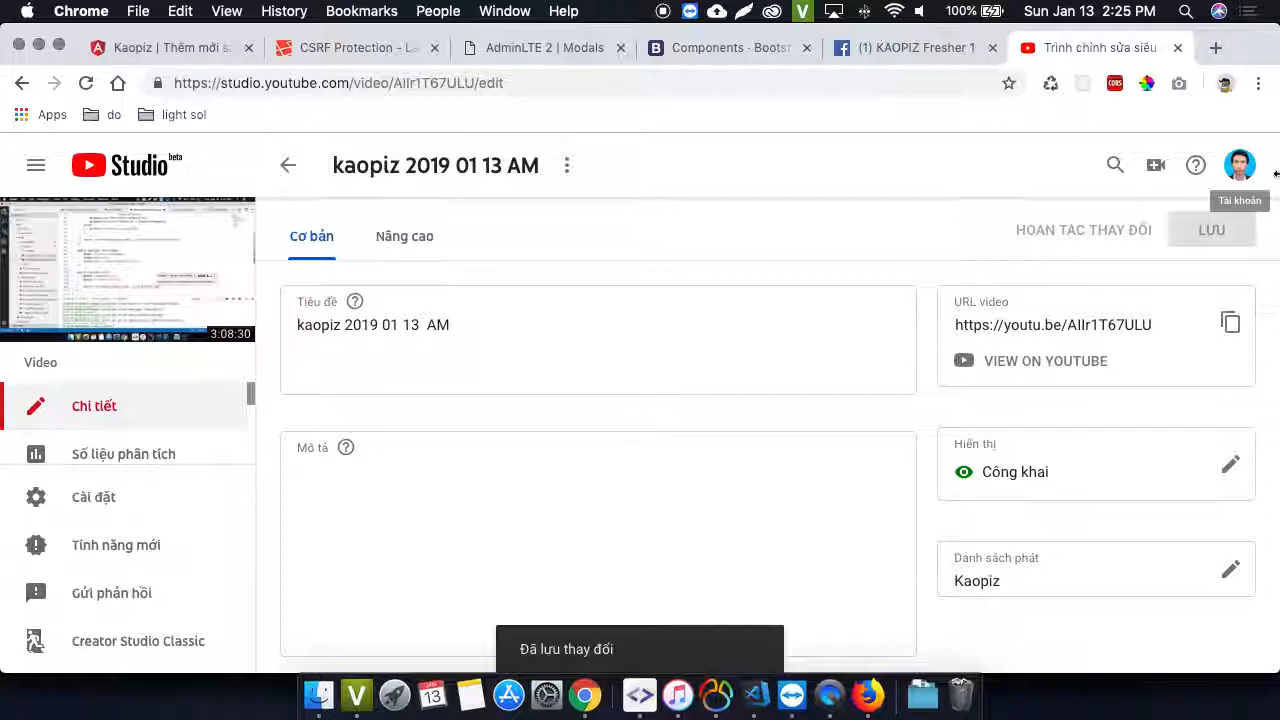 Chrome File Edit View History Bookmarks People Window Help V 100% Sun Jan 13 2:25 PM
Kaopiz | Thêm mới s
CSRF Protection - L
AdminLTE 2 | Modals
Components · Bootst
(1) KAOPIZ Fresher 1
Trình chỉnh sửa siêu
https://studio.youtube.com/video/AIIr1T67ULU/edit
CORS
Apps do light sol
Studio beta
kaopiz 2019 01 13 AM
Tài khoản
Cơ bản
Nâng cao
HOÀN TÁC THAY ĐỔI
LƯU
3:08:30
Tiêu đề
kaopiz 2019 01 13 AM
URL video
https://youtu.be/AIIr1T67ULU
VIEW ON YOUTUBE
Video
Chi tiết
Số liệu phân tích
Cài đặt
Tính năng mới
Gửi phản hồi
Creator Studio Classic
Mô tả
Hiển thị
Công khai
Danh sách phát
Kaopiz
Đã lưu thay đổi
JAN
13
V